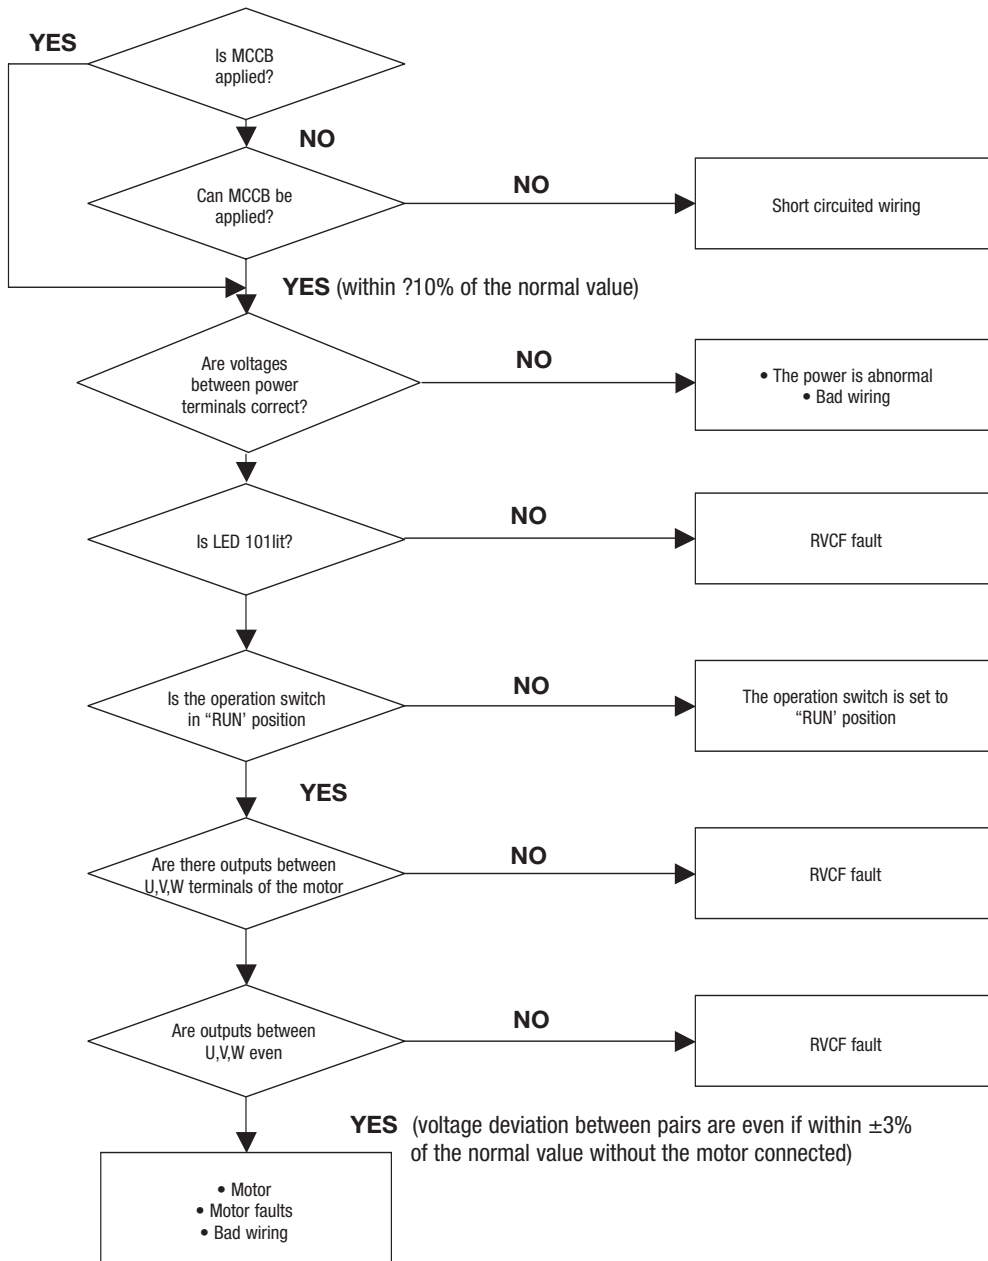 YES
Is MCCB
applied?
NO
Can MCCB be
applied?
NO
Short circuited wiring
YES (within ?10% of the normal value)
Are voltages
between power
terminals correct?
NO
• The power is abnormal
• Bad wiring
Is LED 101lit?
NO
RVCF fault
Is the operation switch
in “RUN’ position
NO
The operation switch is set to
“RUN’ position
YES
Are there outputs between
U,V,W terminals of the motor
NO
RVCF fault
Are outputs between
U,V,W even
NO
RVCF fault
YES (voltage deviation between pairs are even if within ±3%
of the normal value without the motor connected)
• Motor
• Motor faults
• Bad wiring